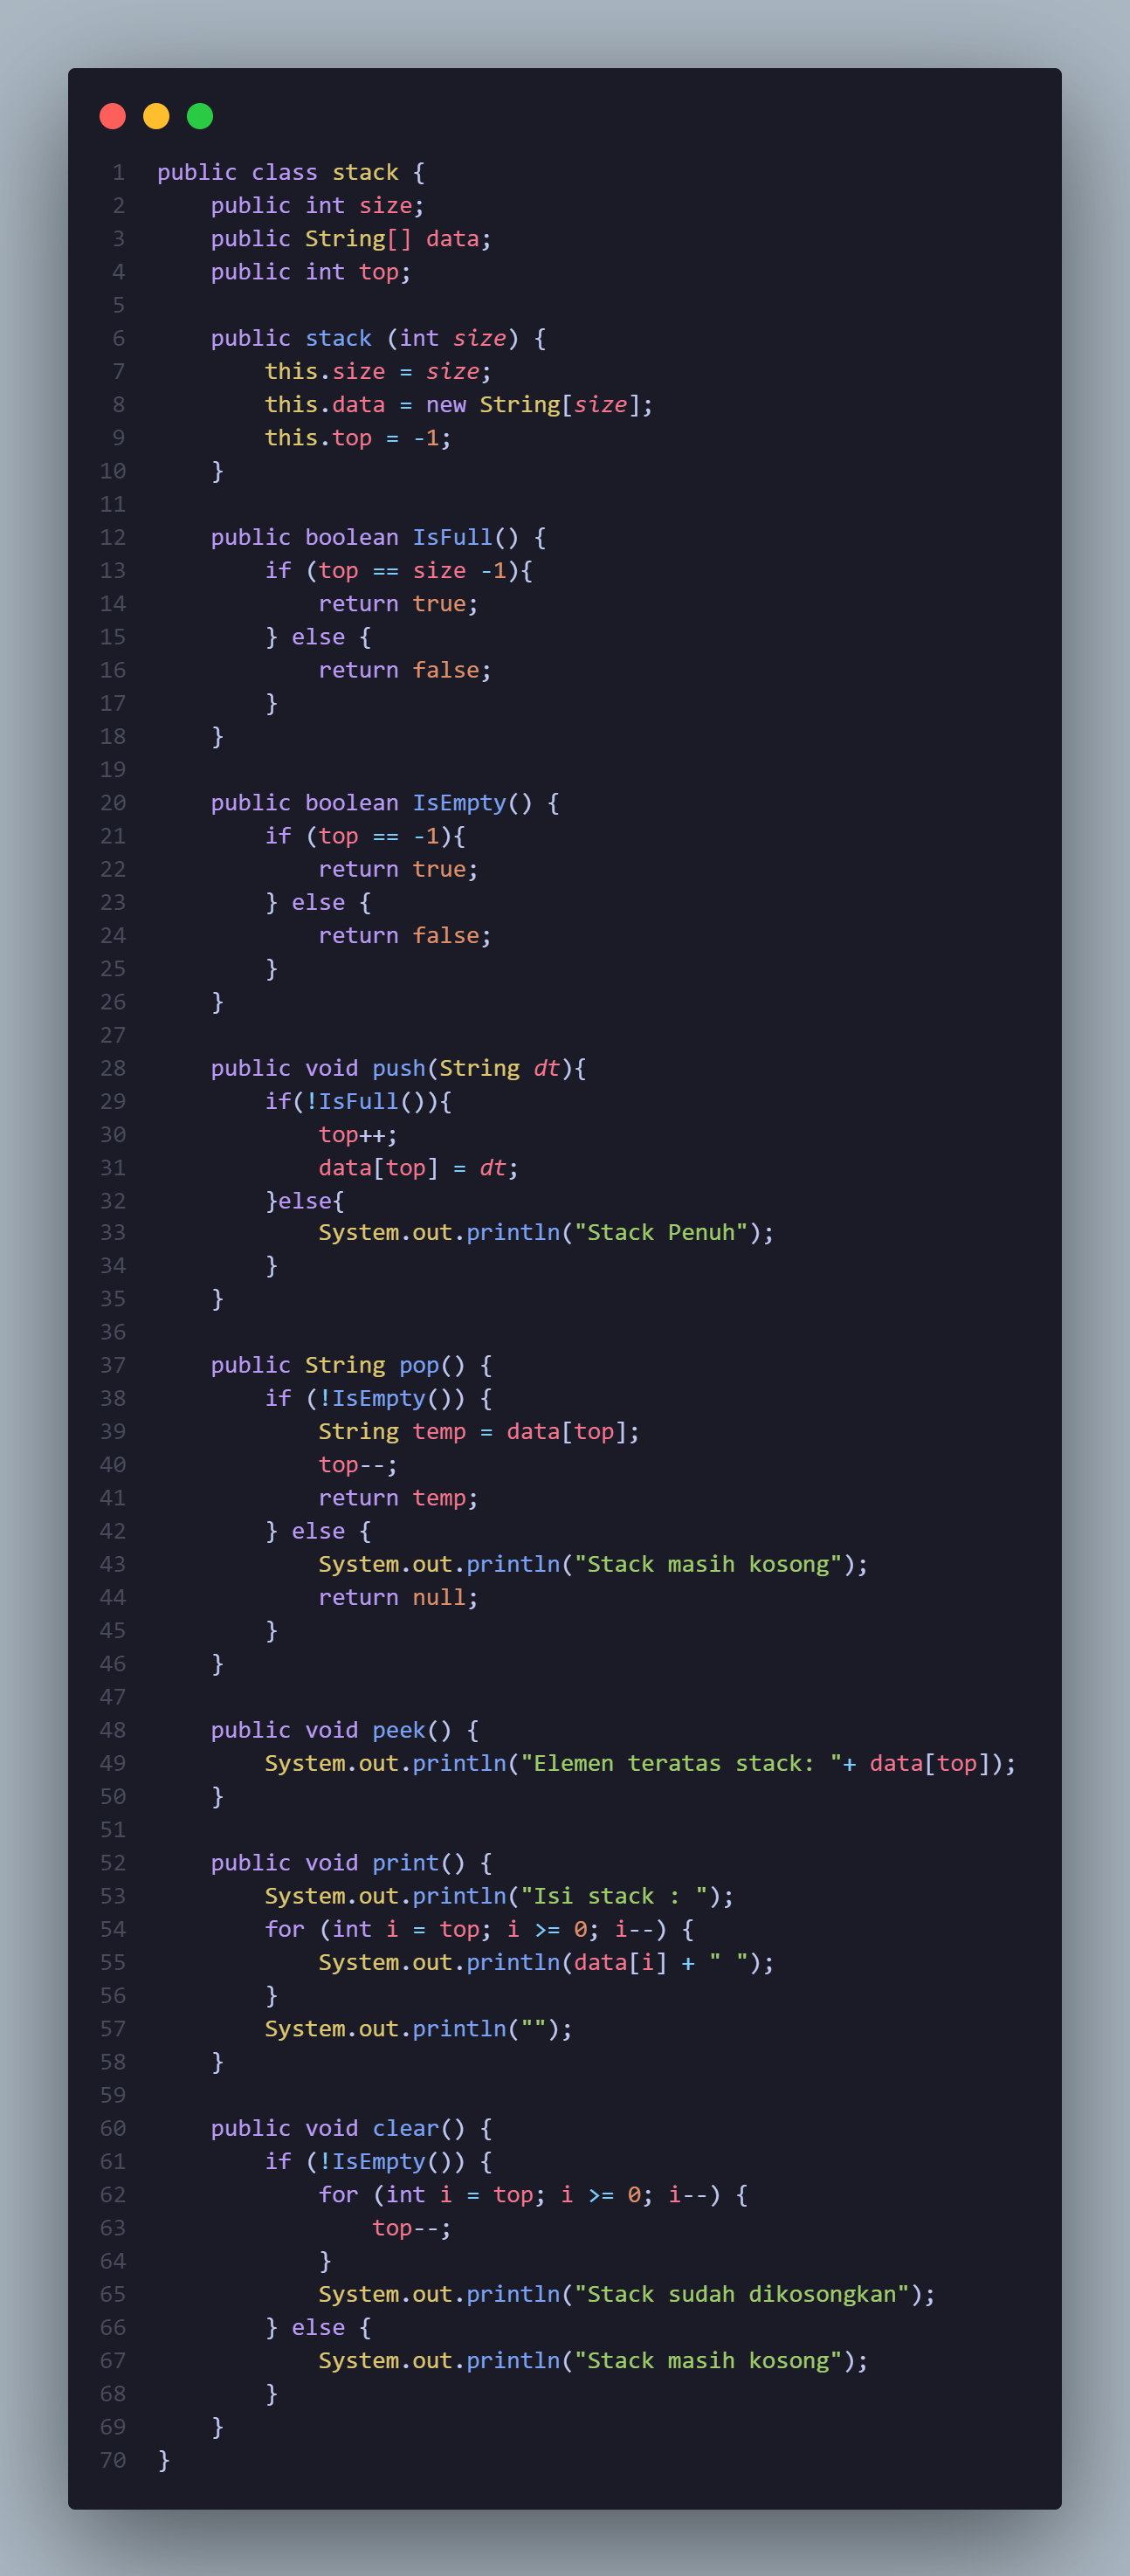 1 public class stack {
2     public int size;
3     public String[] data;
4     public int top;
5
6     public stack (int size) {
7         this.size = size;
8         this.data = new String[size];
9         this.top = -1;
10     }
11
12     public boolean IsFull() {
13         if (top == size -1){
14             return true;
15         } else {
16             return false;
17         }
18     }
19
20     public boolean IsEmpty() {
21         if (top == -1){
22             return true;
23         } else {
24             return false;
25         }
26     }
27
28     public void push(String dt){
29         if(!IsFull()){
30             top++;
31             data[top] = dt;
32         }else{
33             System.out.println("Stack Penuh");
34         }
35     }
36
37     public String pop() {
38         if (!IsEmpty()) {
39             String temp = data[top];
40             top--;
41             return temp;
42         } else {
43             System.out.println("Stack masih kosong");
44             return null;
45         }
46     }
47
48     public void peek() {
49         System.out.println("Elemen teratas stack: "+ data[top]);
50     }
51
52     public void print() {
53         System.out.println("Isi stack : ");
54         for (int i = top; i >= 0; i--) {
55             System.out.println(data[i] + " ");
56         }
57         System.out.println("");
58     }
59
60     public void clear() {
61         if (!IsEmpty()) {
62             for (int i = top; i >= 0; i--) {
63                 top--;
64             }
65             System.out.println("Stack sudah dikosongkan");
66         } else {
67             System.out.println("Stack masih kosong");
68         }
69     }
70 }